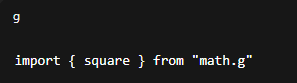 g
import { square } from "math.g"